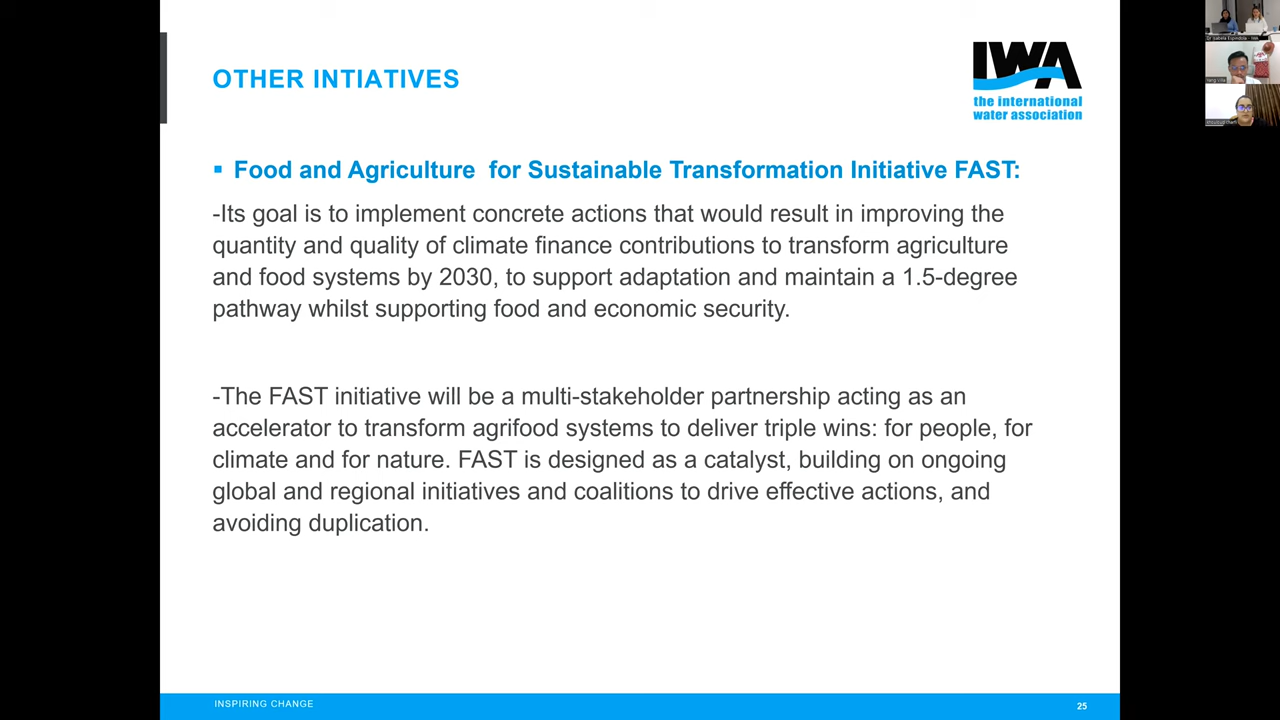 OTHER INTIATIVES
IWA
the international
water association
▪ Food and Agriculture  for Sustainable Transformation Initiative FAST:
-Its goal is to implement concrete actions that would result in improving the
quantity and quality of climate finance contributions to transform agriculture
and food systems by 2030, to support adaptation and maintain a 1.5-degree
pathway whilst supporting food and economic security.
-The FAST initiative will be a multi-stakeholder partnership acting as an
accelerator to transform agrifood systems to deliver triple wins: for people, for
climate and for nature. FAST is designed as a catalyst, building on ongoing
global and regional initiatives and coalitions to drive effective actions, and
avoiding duplication.
INSPIRING CHANGE
25